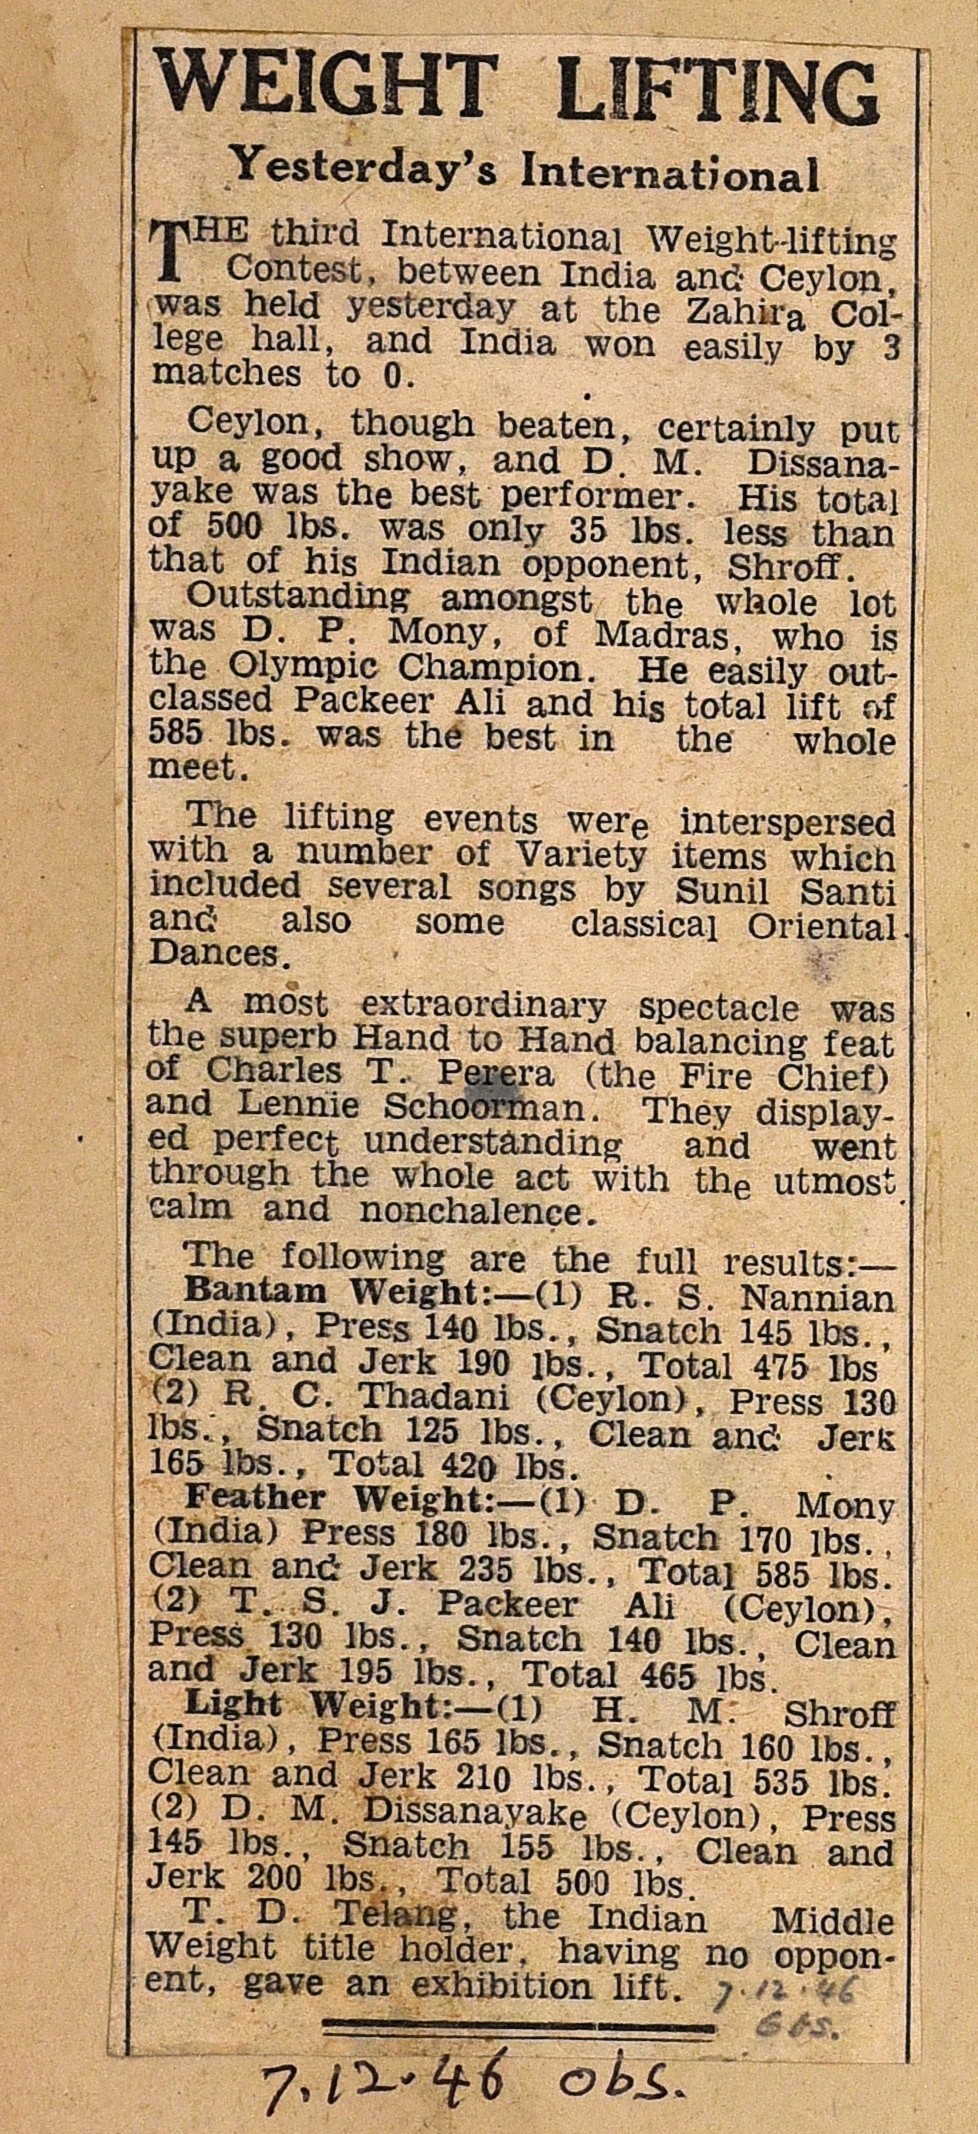 WEIGHT LIFTING
Yesterday's International
THE third International Weight-lifting
Contest, between India and Ceylon,
was held yesterday at the Zahira Col-
lege hall, and India won easily by 3
matches to 0.
Ceylon, though beaten, certainly put
up a good show, and D. M. Dissana-
yake was the best performer. His total
of 500 lbs. was only 35 lbs. less than
that of his Indian opponent, Shroff.
Outstanding amongst the whole lot
was D. P. Mony, of Madras, who is
the Olympic Champion. He easily out-
classed Packeer Ali and his total lift of
585 lbs. was the best in the whole
meet.
The lifting events were interspersed
with a number of Variety items which
included several songs by Sunil Santi
and also some classical Oriental
Dances.
A most extraordinary spectacle was
the superb Hand to Hand balancing feat
of Charles T. Perera (the Fire Chief)
and Lennie Schoorman. They display-
ed perfect understanding and went
through the whole act with the utmost
calm and nonchalence.
The following are the full results:—
Bantam Weight:—(1) R. S. Nannian
(India), Press 140 lbs., Snatch 145 lbs.,
Clean and Jerk 190 lbs., Total 475 lbs
(2) R. C. Thadani (Ceylon), Press 130
lbs., Snatch 125 lbs., Clean and Jerk
165 lbs., Total 420 lbs.
Feather Weight:—(1) D. P. Mony
(India) Press 180 lbs., Snatch 170 lbs.,
Clean and Jerk 235 lbs., Total 585 lbs.
(2) T. S. J. Packeer Ali (Ceylon),
Press 130 lbs., Snatch 140 lbs., Clean
and Jerk 195 lbs., Total 465 lbs.
Light Weight:—(1) H. M. Shroff
(India), Press 165 lbs., Snatch 160 lbs.,
Clean and Jerk 210 lbs., Total 535 lbs.
(2) D. M. Dissanayake (Ceylon), Press
145 lbs., Snatch 155 lbs., Clean and
Jerk 200 lbs., Total 500 lbs.
T. D. Telang, the Indian Middle
Weight title holder, having no oppon-
ent, gave an exhibition lift. 7.12.46
Obs.
7.12.46 obs.